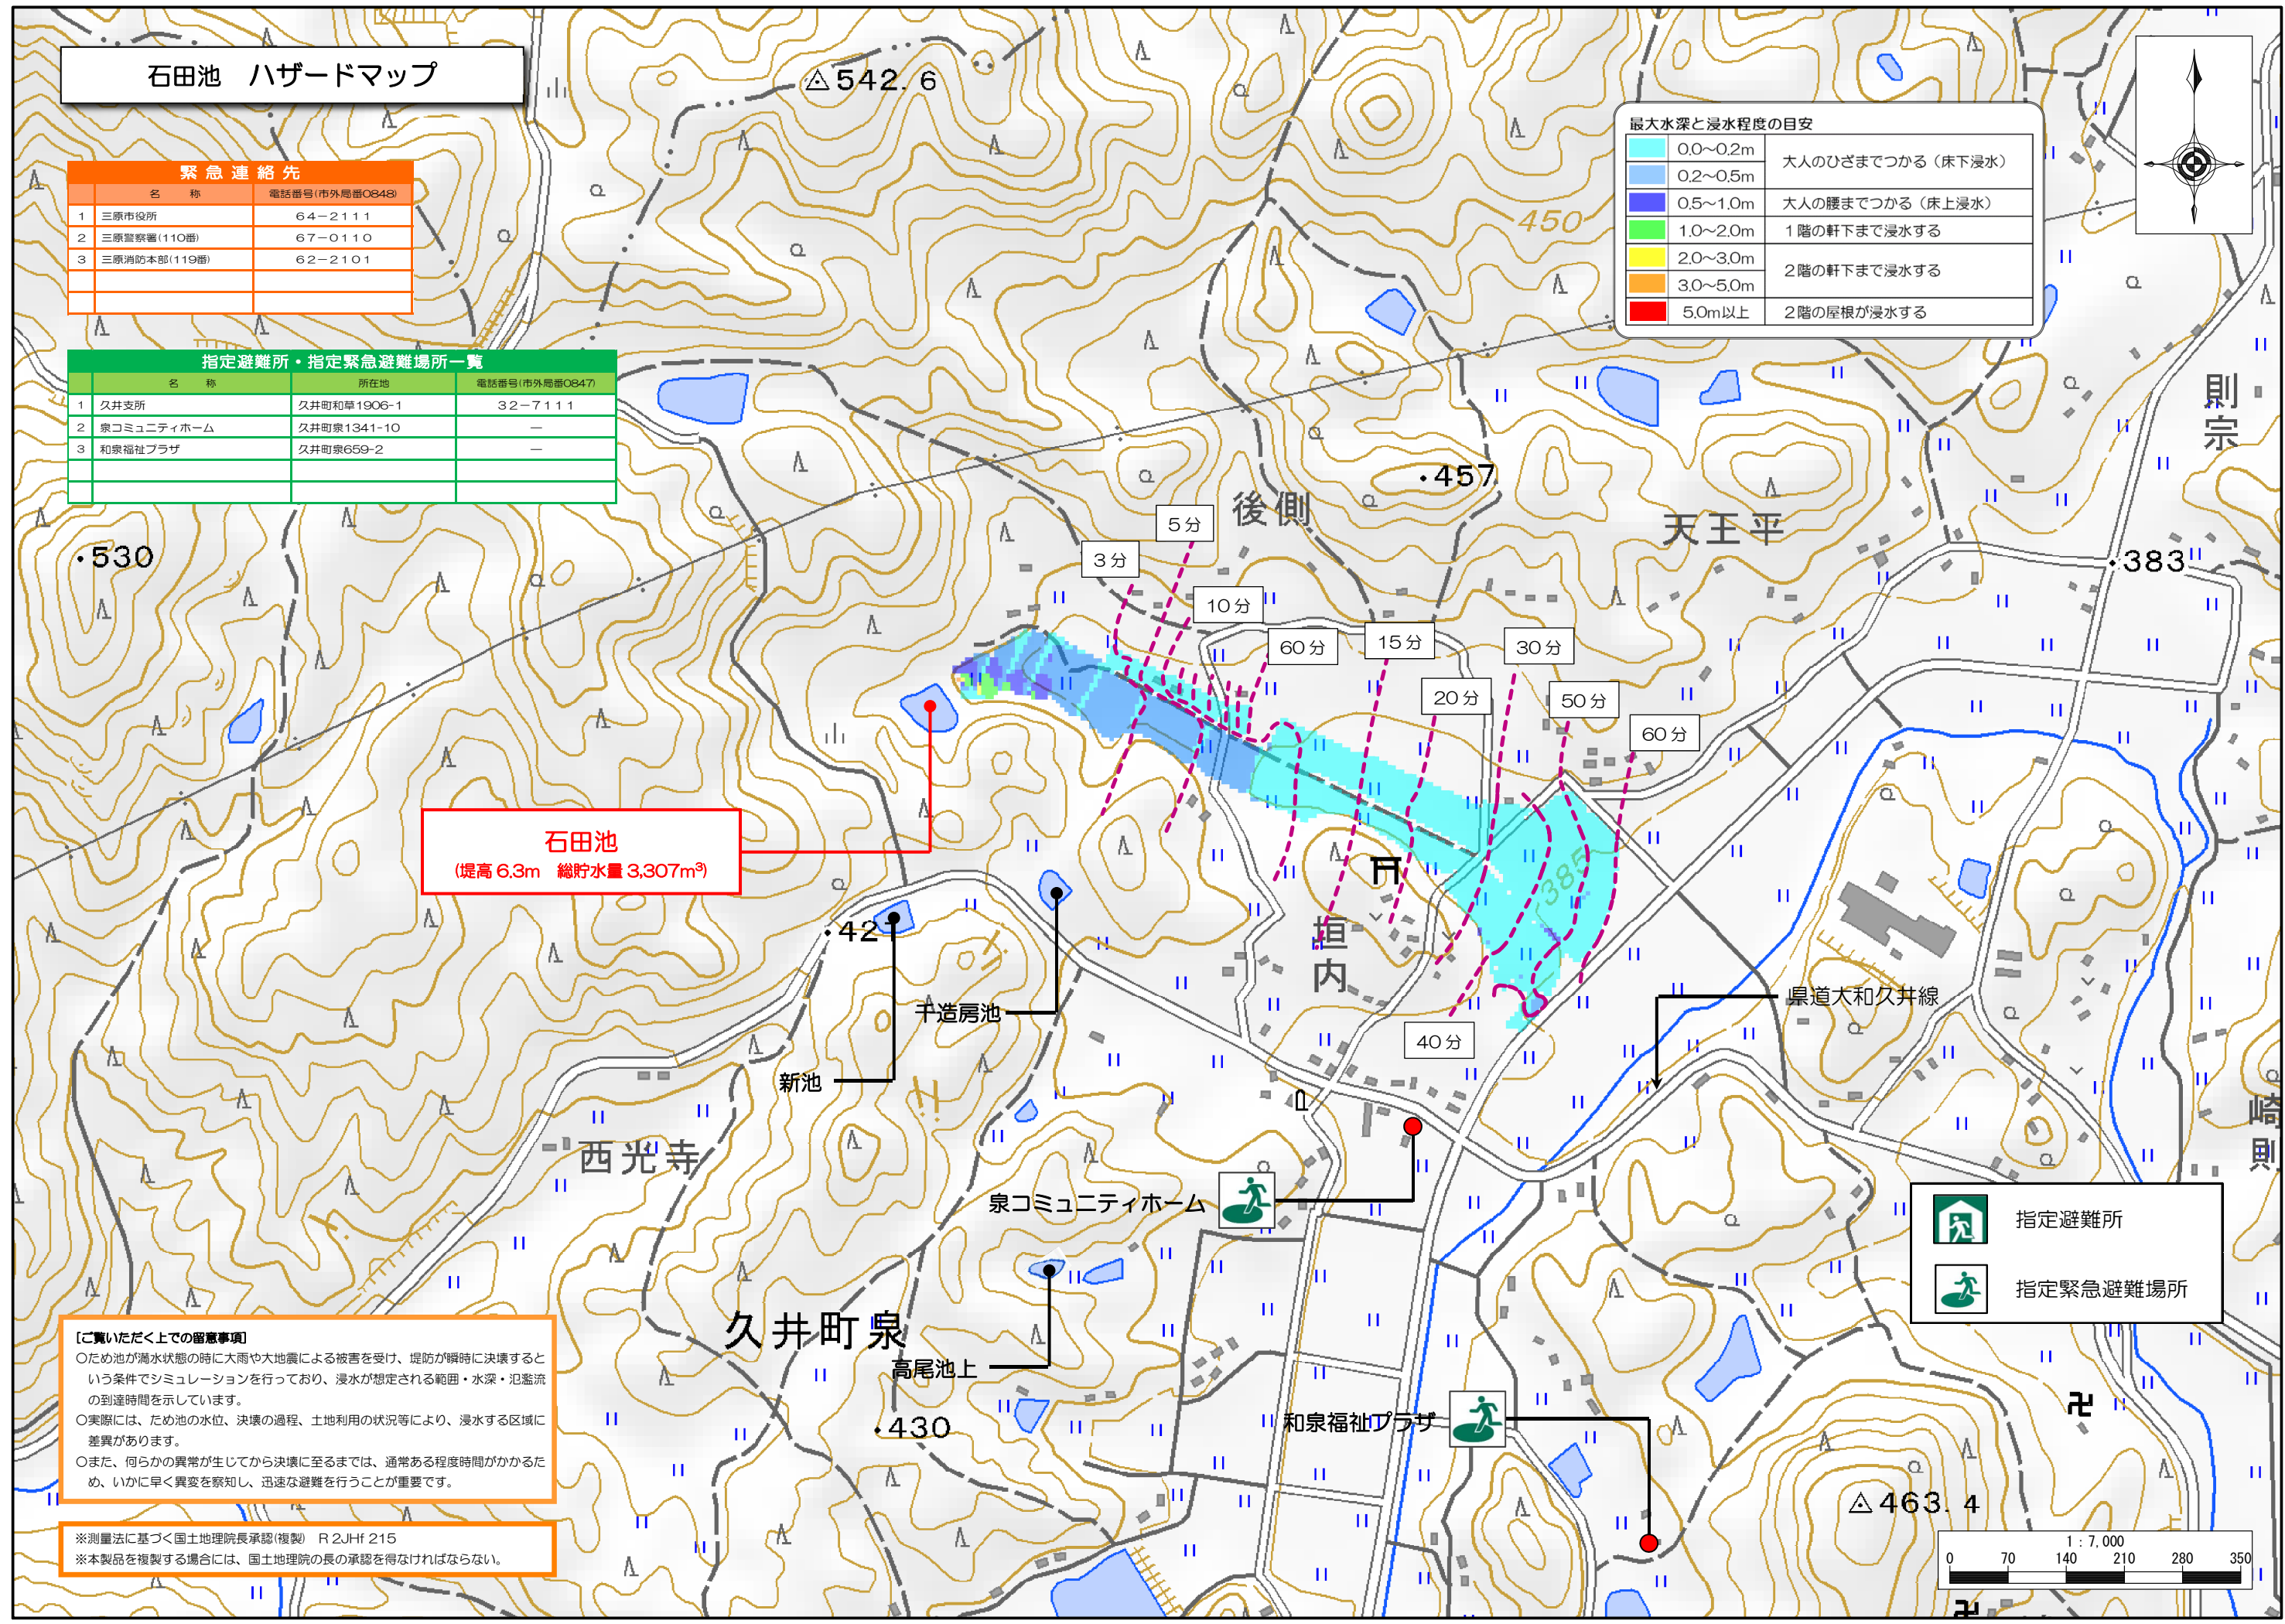 石田池 ハザードマップ
緊急連絡先
名 称 電話番号(市外局番0848)
1 三原市役所 64-2111
2 三原警察署(110番) 67-0110
3 三原消防本部(119番) 62-2101
指定避難所・指定緊急避難場所一覧
名 称 所在地 電話番号(市外局番0847)
1 久井支所 久井町和草1906-1 32-7111
2 泉コミュニティホーム 久井町泉1341-10 —
3 和泉福祉プラザ 久井町泉659-2 —
最大水深と浸水程度の目安
0.0～0.2m 大人のひざまでつかる(床下浸水)
0.2～0.5m
0.5～1.0m 大人の腰までつかる(床上浸水)
1.0～2.0m 1階の軒下まで浸水する
2.0～3.0m 2階の軒下まで浸水する
3.0～5.0m
5.0m以上 2階の屋根が浸水する
542.6
450
則宗
457
後側
天王平
530
383
5分
3分
10分
60分
15分
30分
20分
50分
60分
40分
385
石田池
(堤高 6.3m 総貯水量 3,307m³)
42
垣内
千造房池
新池
県道大和久井線
西光寺
崎則
泉コミュニティホーム
久井町泉
高尾池上
430
和泉福祉プラザ
463.4
指定避難所
指定緊急避難場所
[ご覧いただく上での留意事項]
○ため池が満水状態の時に大雨や大地震による被害を受け、堤防が瞬時に決壊すると
いう条件でシミュレーションを行っており、浸水が想定される範囲・水深・氾濫流
の到達時間を示しています。
○実際には、ため池の水位、決壊の過程、土地利用の状況等により、浸水する区域に
差異があります。
○また、何らかの異常が生じてから決壊に至るまでは、通常ある程度時間がかかるた
め、いかに早く異変を察知し、迅速な避難を行うことが重要です。
※測量法に基づく国土地理院長承認(複製) R 2JHf 215
※本製品を複製する場合には、国土地理院の長の承認を得なければならない。
1:7,000
0 70 140 210 280 350